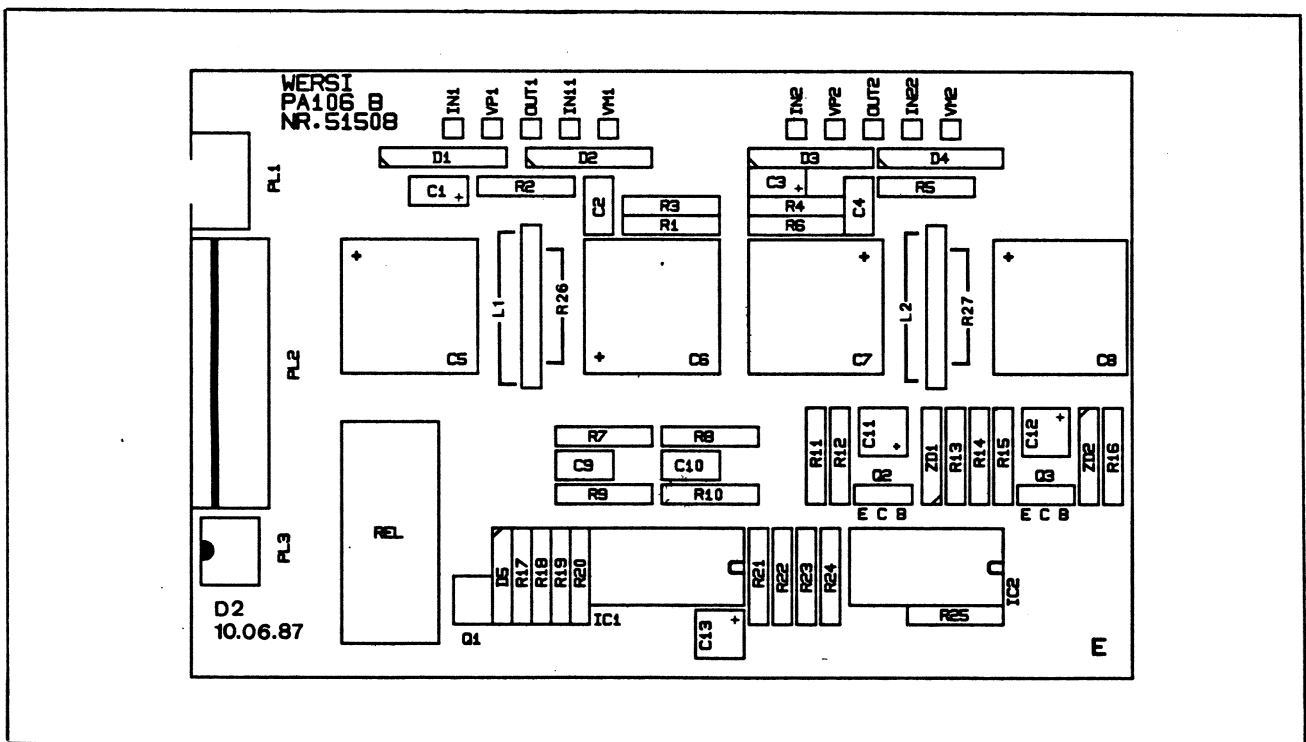 WERSI
PA106 B
NR.51508
IN1
VP1
OUT1
IN11
VM1
IN2
VP2
OUT2
IN22
VM2
D1
D2
D3
D4
PL1
C1 +
R2
C2
R3
R1
C3 +
R4
R6
C4
R5
PL2
+
C5
L1
R26
+
C6
+
C7
L2
R27
+
C8
R7
R8
C9
C10
R9
R10
R11
R12
C11 +
Q2
E C B
ZD1
R13
R14
R15
C12 +
Q3
E C B
ZD2
R16
PL3
REL
D5
R17
R18
R19
R20
IC1
Q1
C13 +
R21
R22
R23
R24
IC2
R25
D2
10.06.87
E